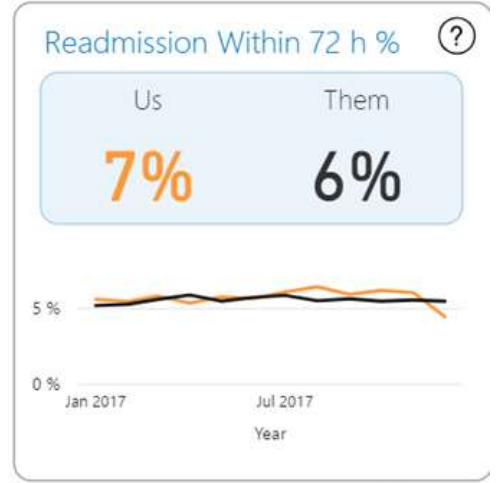 Readmission Within 72 h % ?
Us Them
7% 6%
5 %
0 %
Jan 2017 Jul 2017
Year